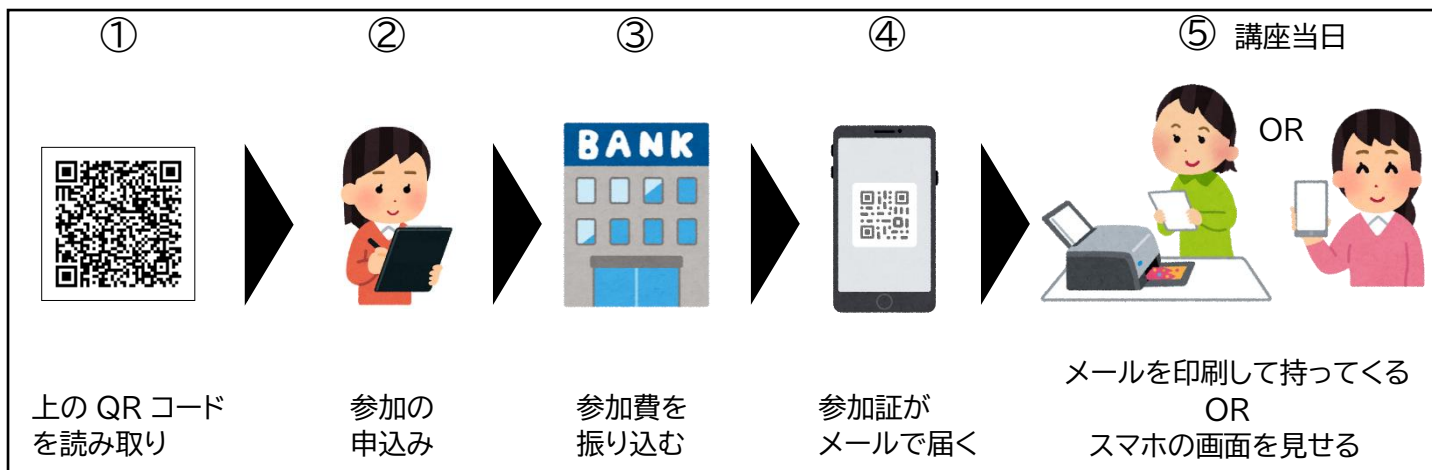 ①
②
③
④
⑤ 講座当日
BANK
OR
上の QR コード
を読み取り
参加の
申込み
参加費を
振り込む
参加証が
メールで届く
メールを印刷して持ってくる
OR
スマホの画面を見せる